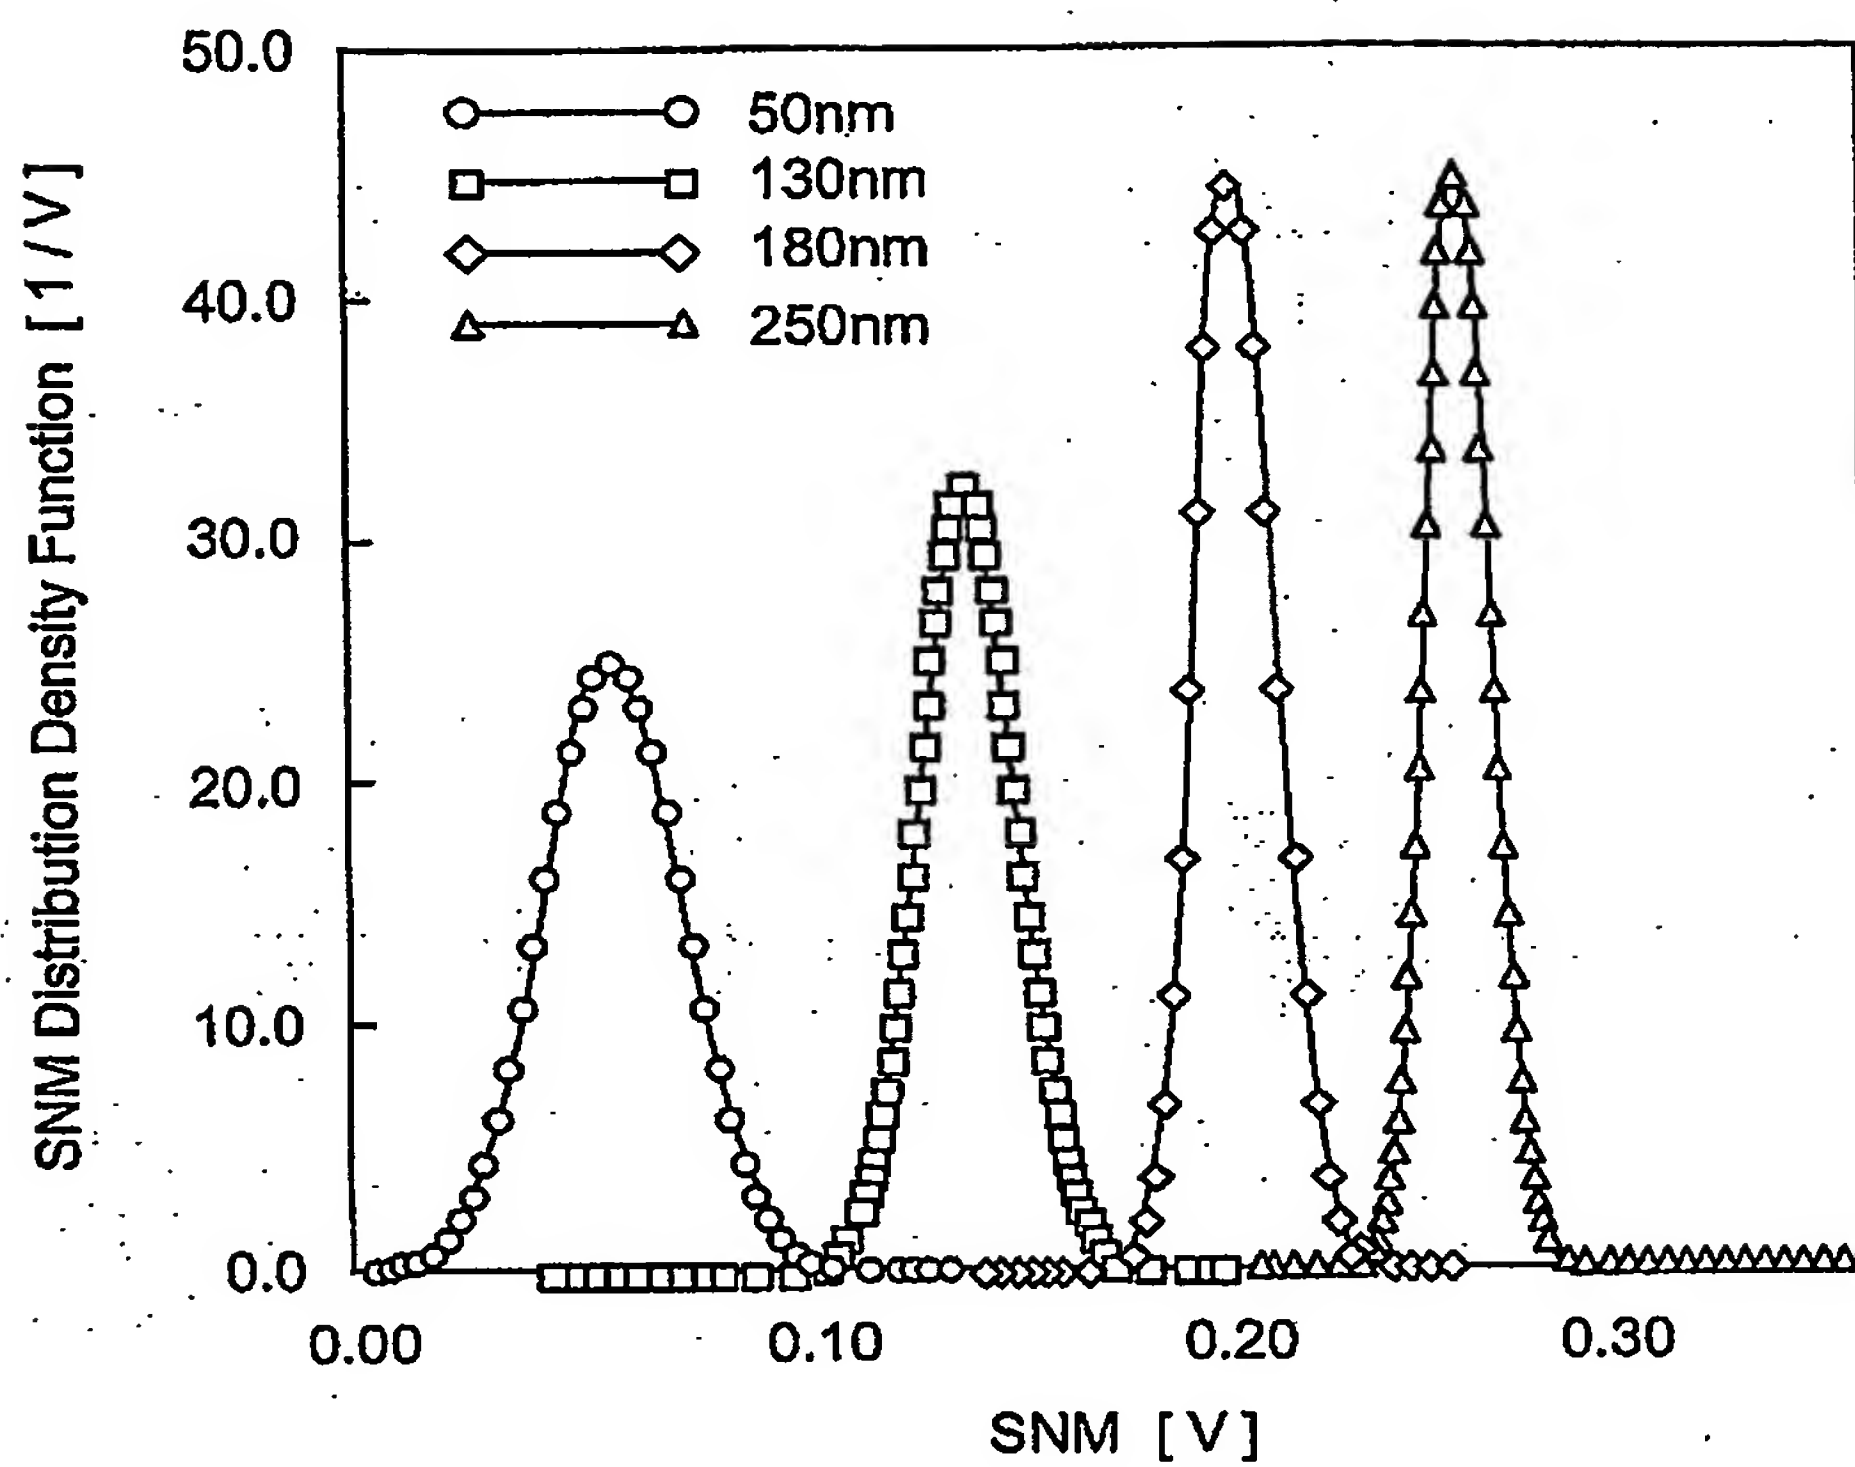 50.0
40.0
30.0
20.0
10.0
0.0
SNM Distribution Density Function [ 1 / V ]
50nm
130nm
180nm
250nm
0.00 0.10 0.20 0.30
SNM [ V ]